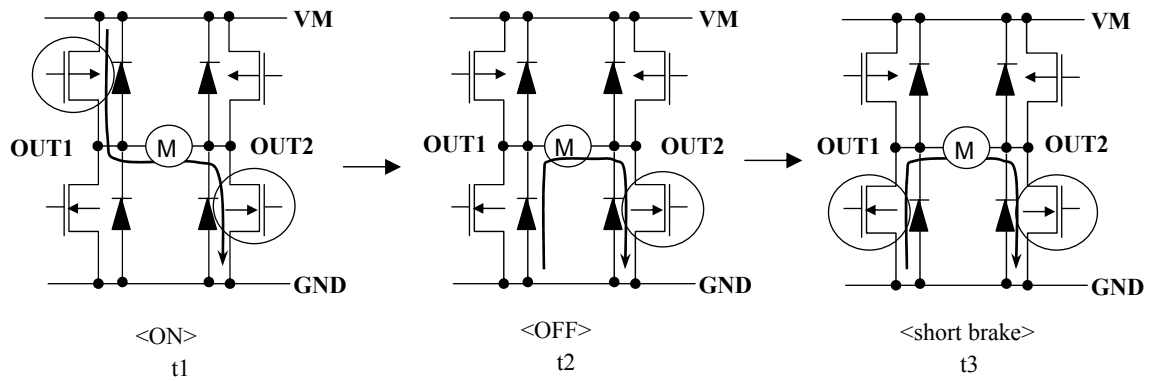 VM
VM
VM
OUT1
M
OUT2
OUT1
M
OUT2
OUT1
M
OUT2
GND
GND
GND
<ON>
t1
<OFF>
t2
<short brake>
t3